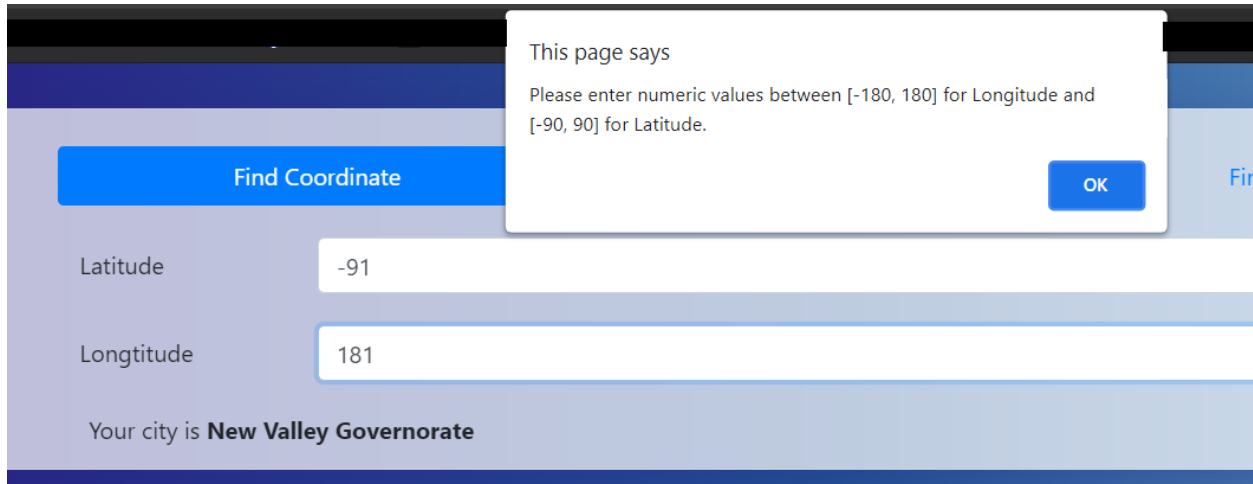 This page says
Please enter numeric values between [-180, 180] for Longitude and
[-90, 90] for Latitude.
OK
Find Coordinate
Latitude
-91
Longtitude
181
Your city is New Valley Governorate